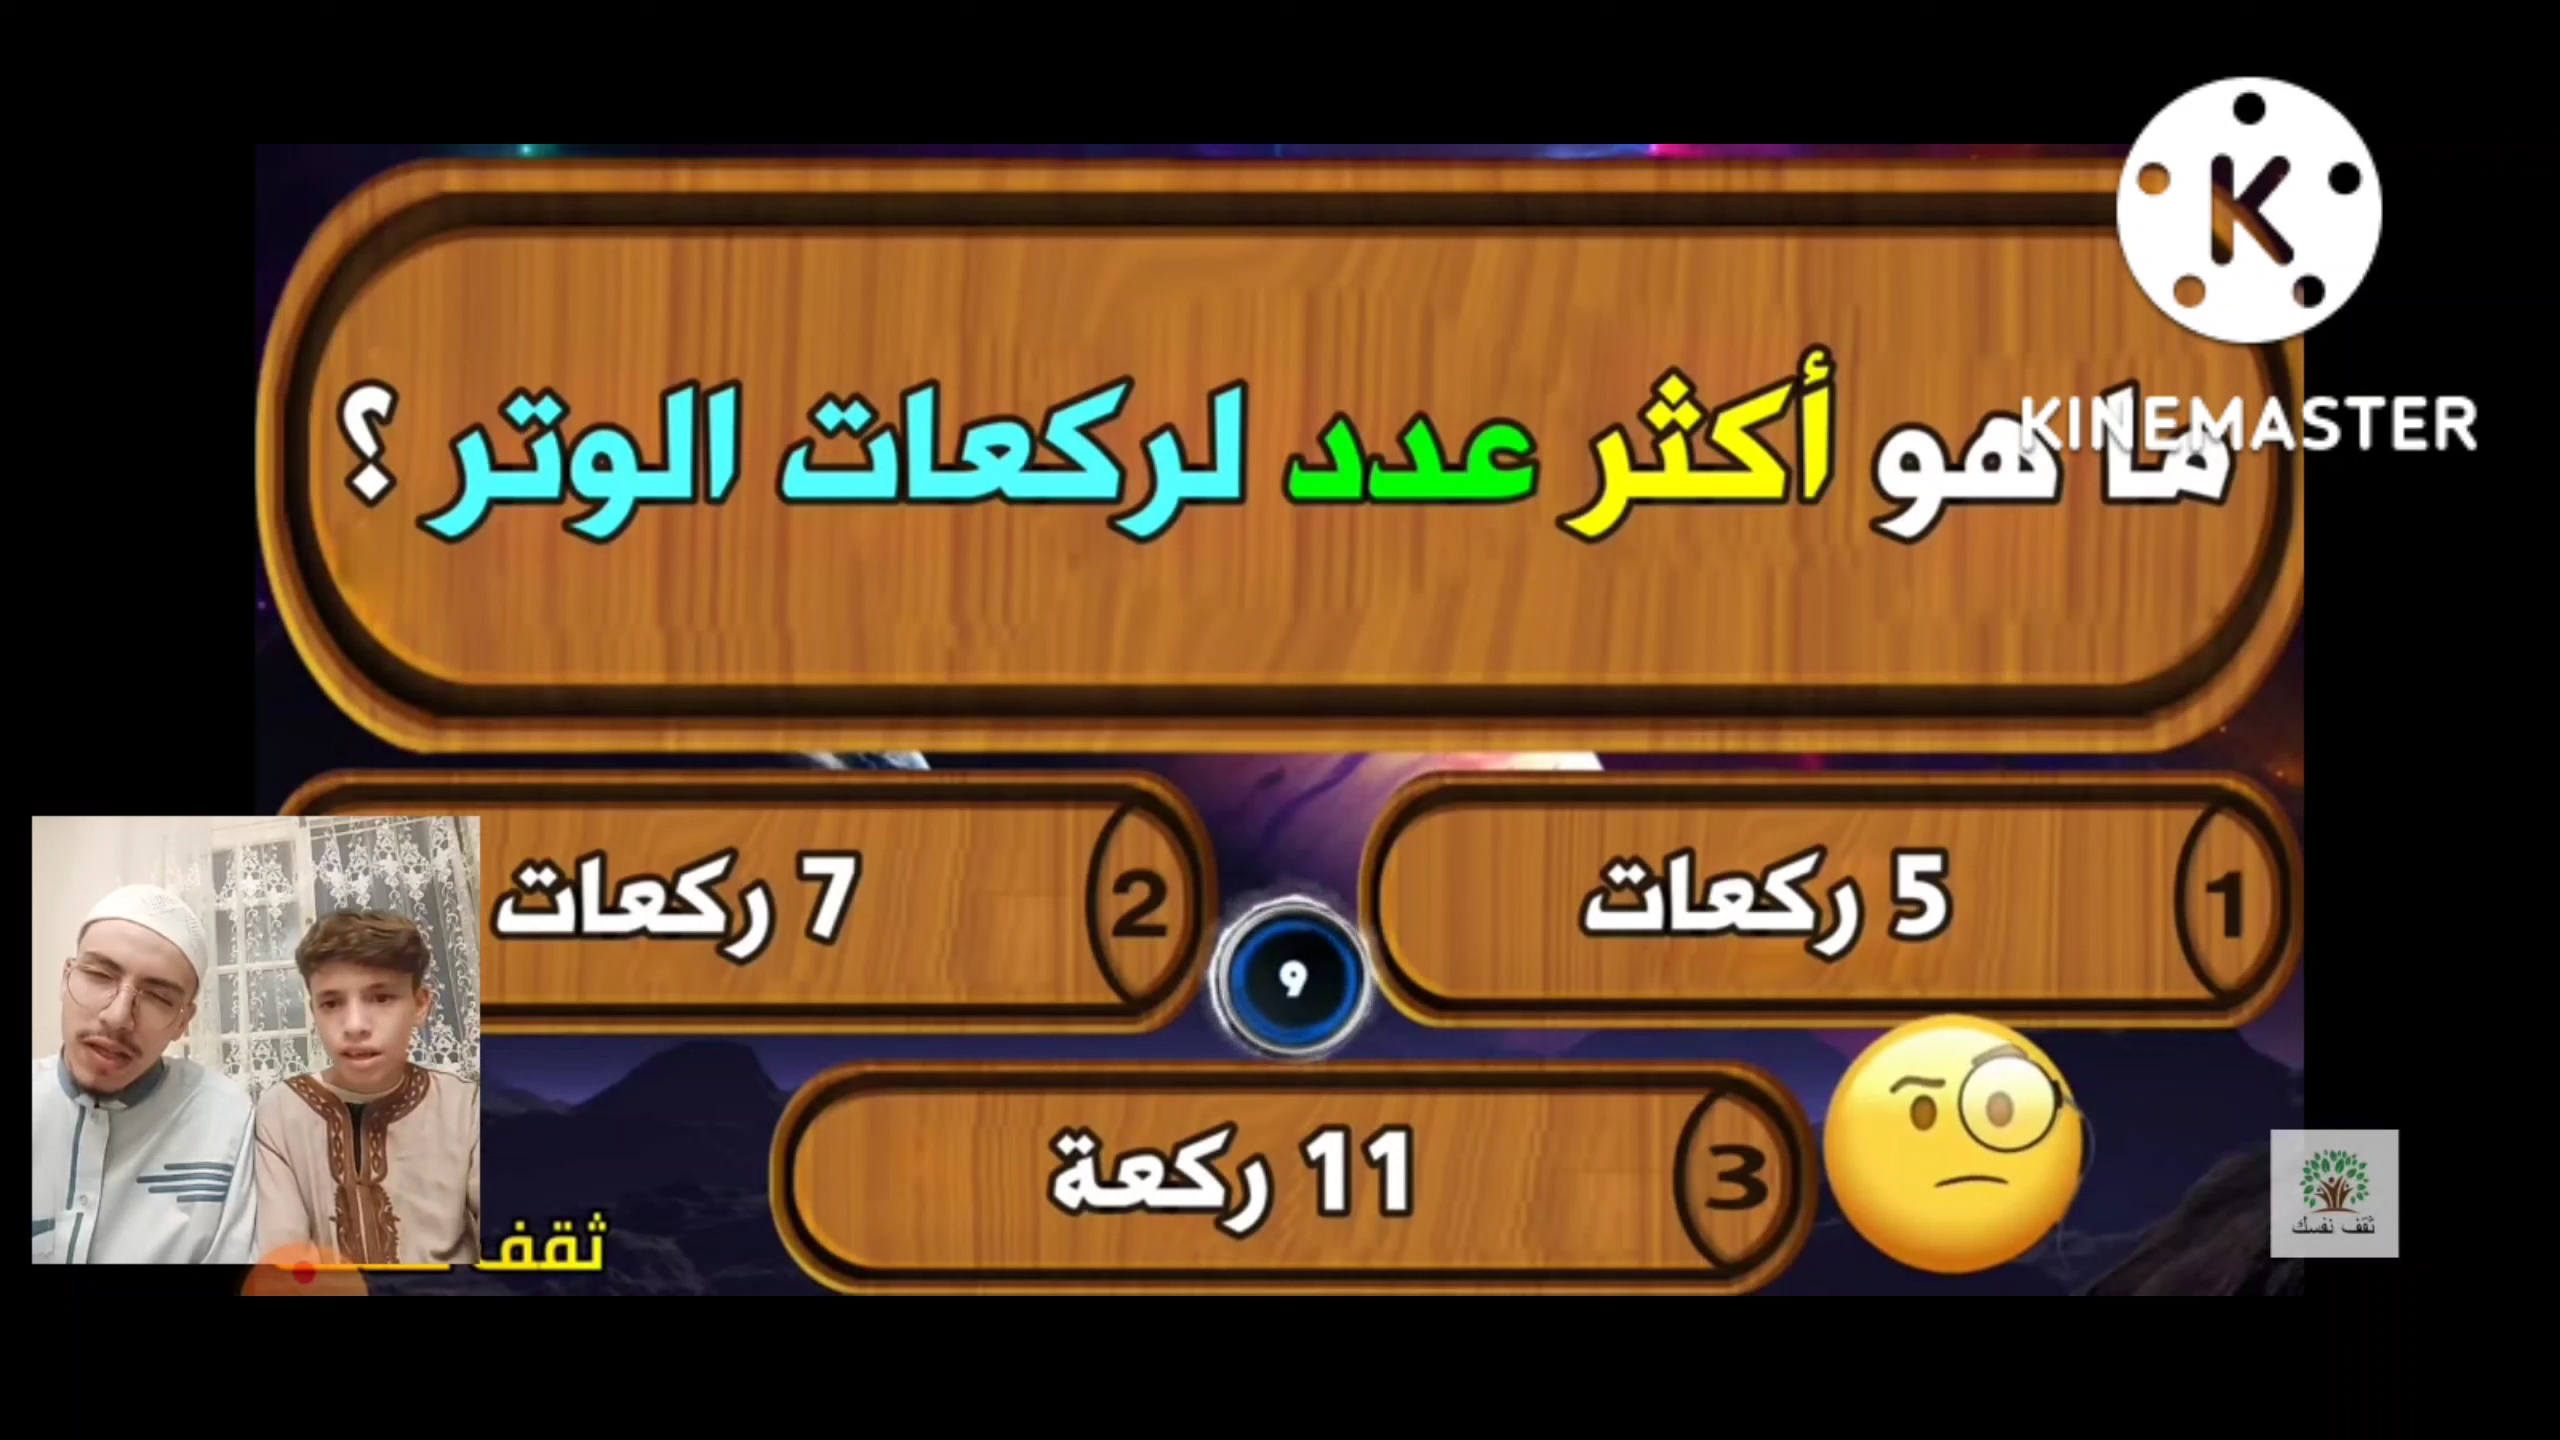 K
KINEMASTER
ما هو أكثر عدد لركعات الوتر ؟
1 5 ركعات
2 7 ركعات
9
3 11 ركعة
ثقف
ثقف نفسك